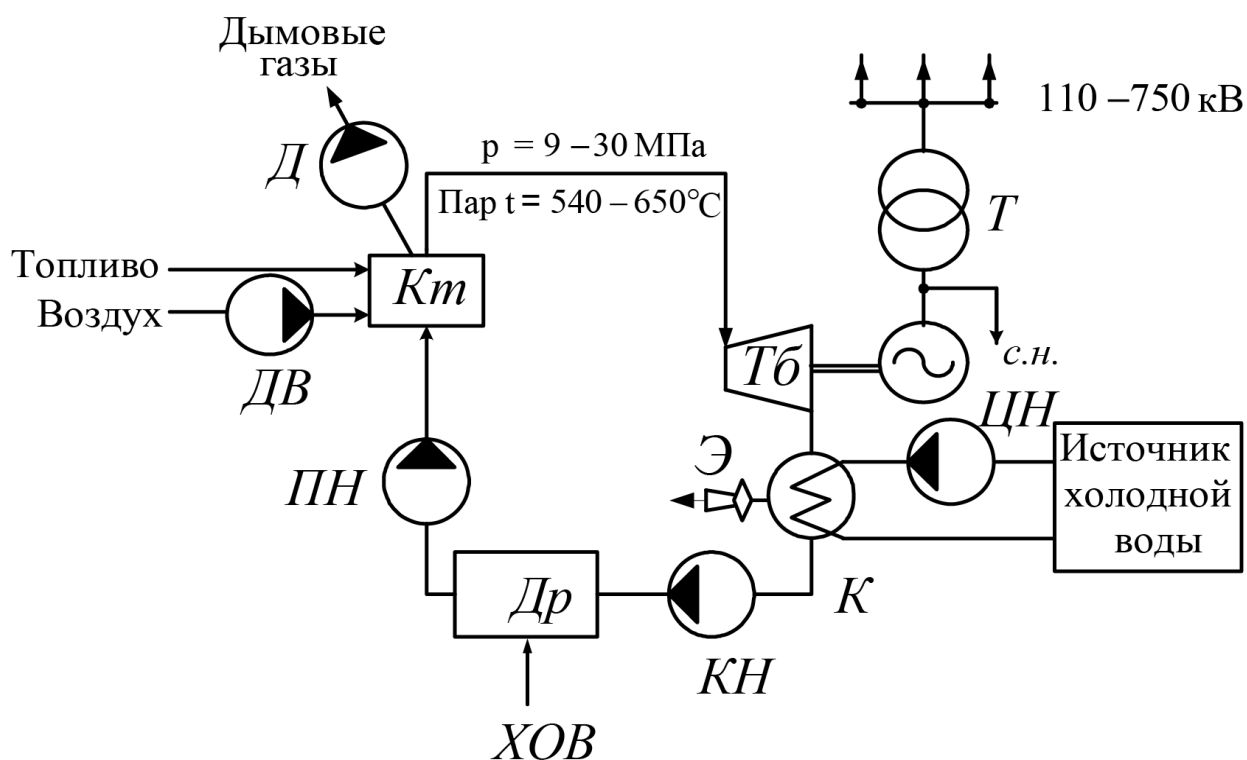 Дымовые
газы
110 – 750 кВ
Д
р = 9 – 30 МПа
Пар t = 540 – 650°С
Т
Топливо
Кт
Воздух
ДВ
Тб
с.н.
ЦН
Э
Источник
холодной
воды
ПН
Др
К
КН
ХОВ